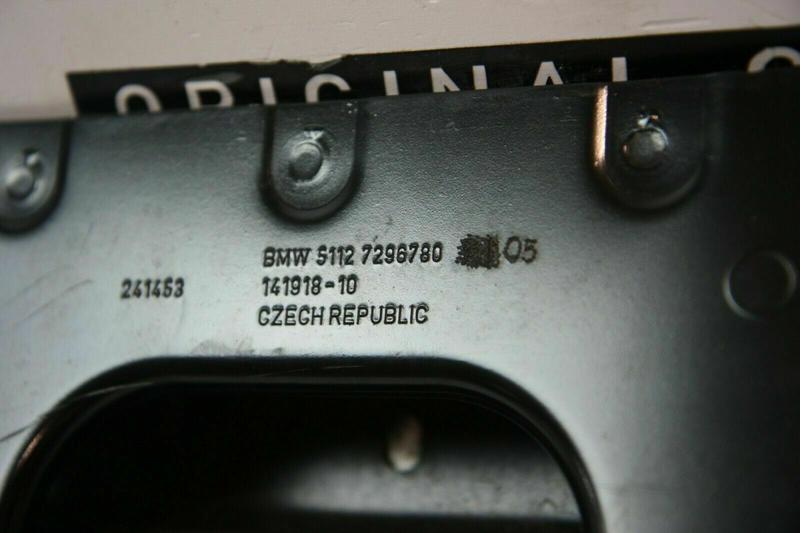 ORIGINAL
BMW 5112 7296780 05
241453 141918-10
CZECH REPUBLIC